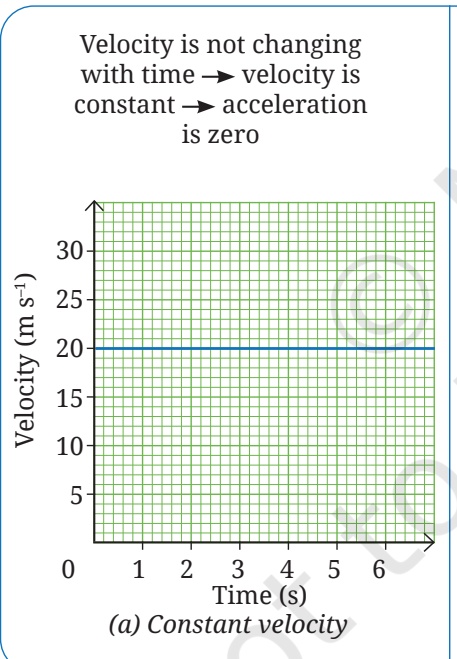 Velocity is not changing
with time → velocity is
constant → acceleration
is zero
Velocity (m s⁻¹)
30
25
20
15
10
5
0 1 2 3 4 5 6
Time (s)
(a) Constant velocity